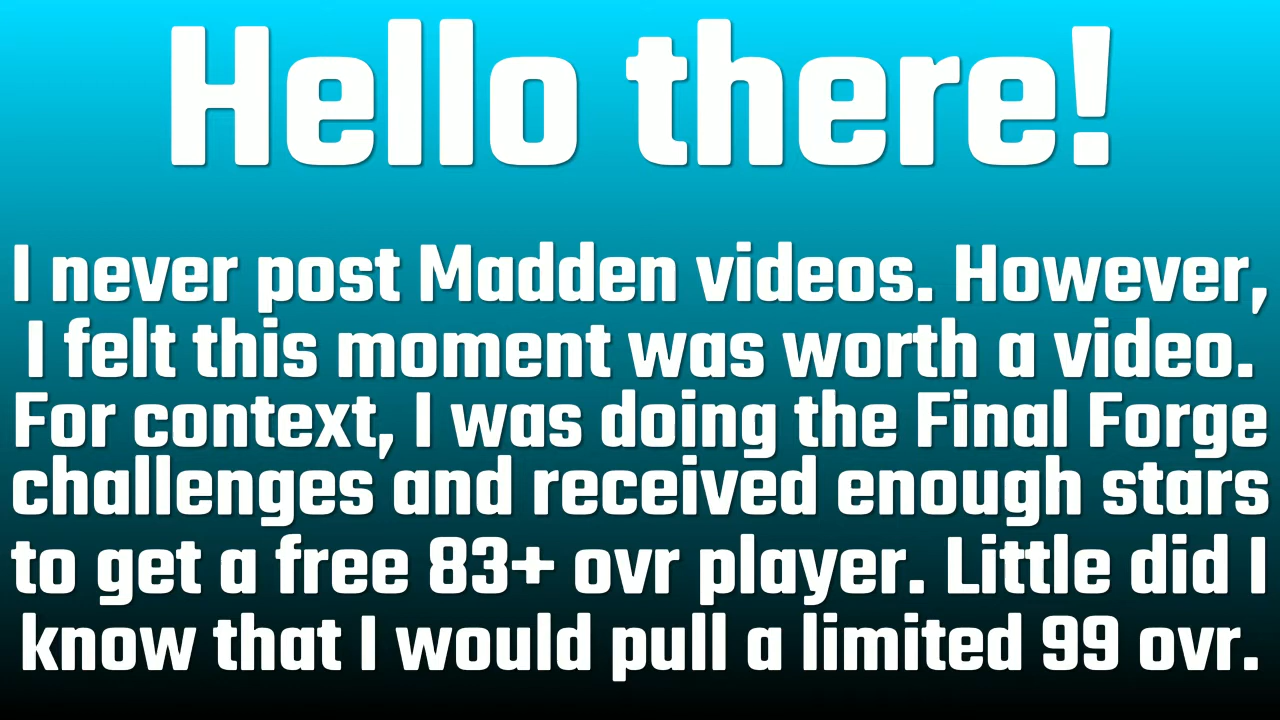 Hello there!
I never post Madden videos. However,
I felt this moment was worth a video.
For context, I was doing the Final Forge
challenges and received enough stars
to get a free 83+ ovr player. Little did I
know that I would pull a limited 99 ovr.